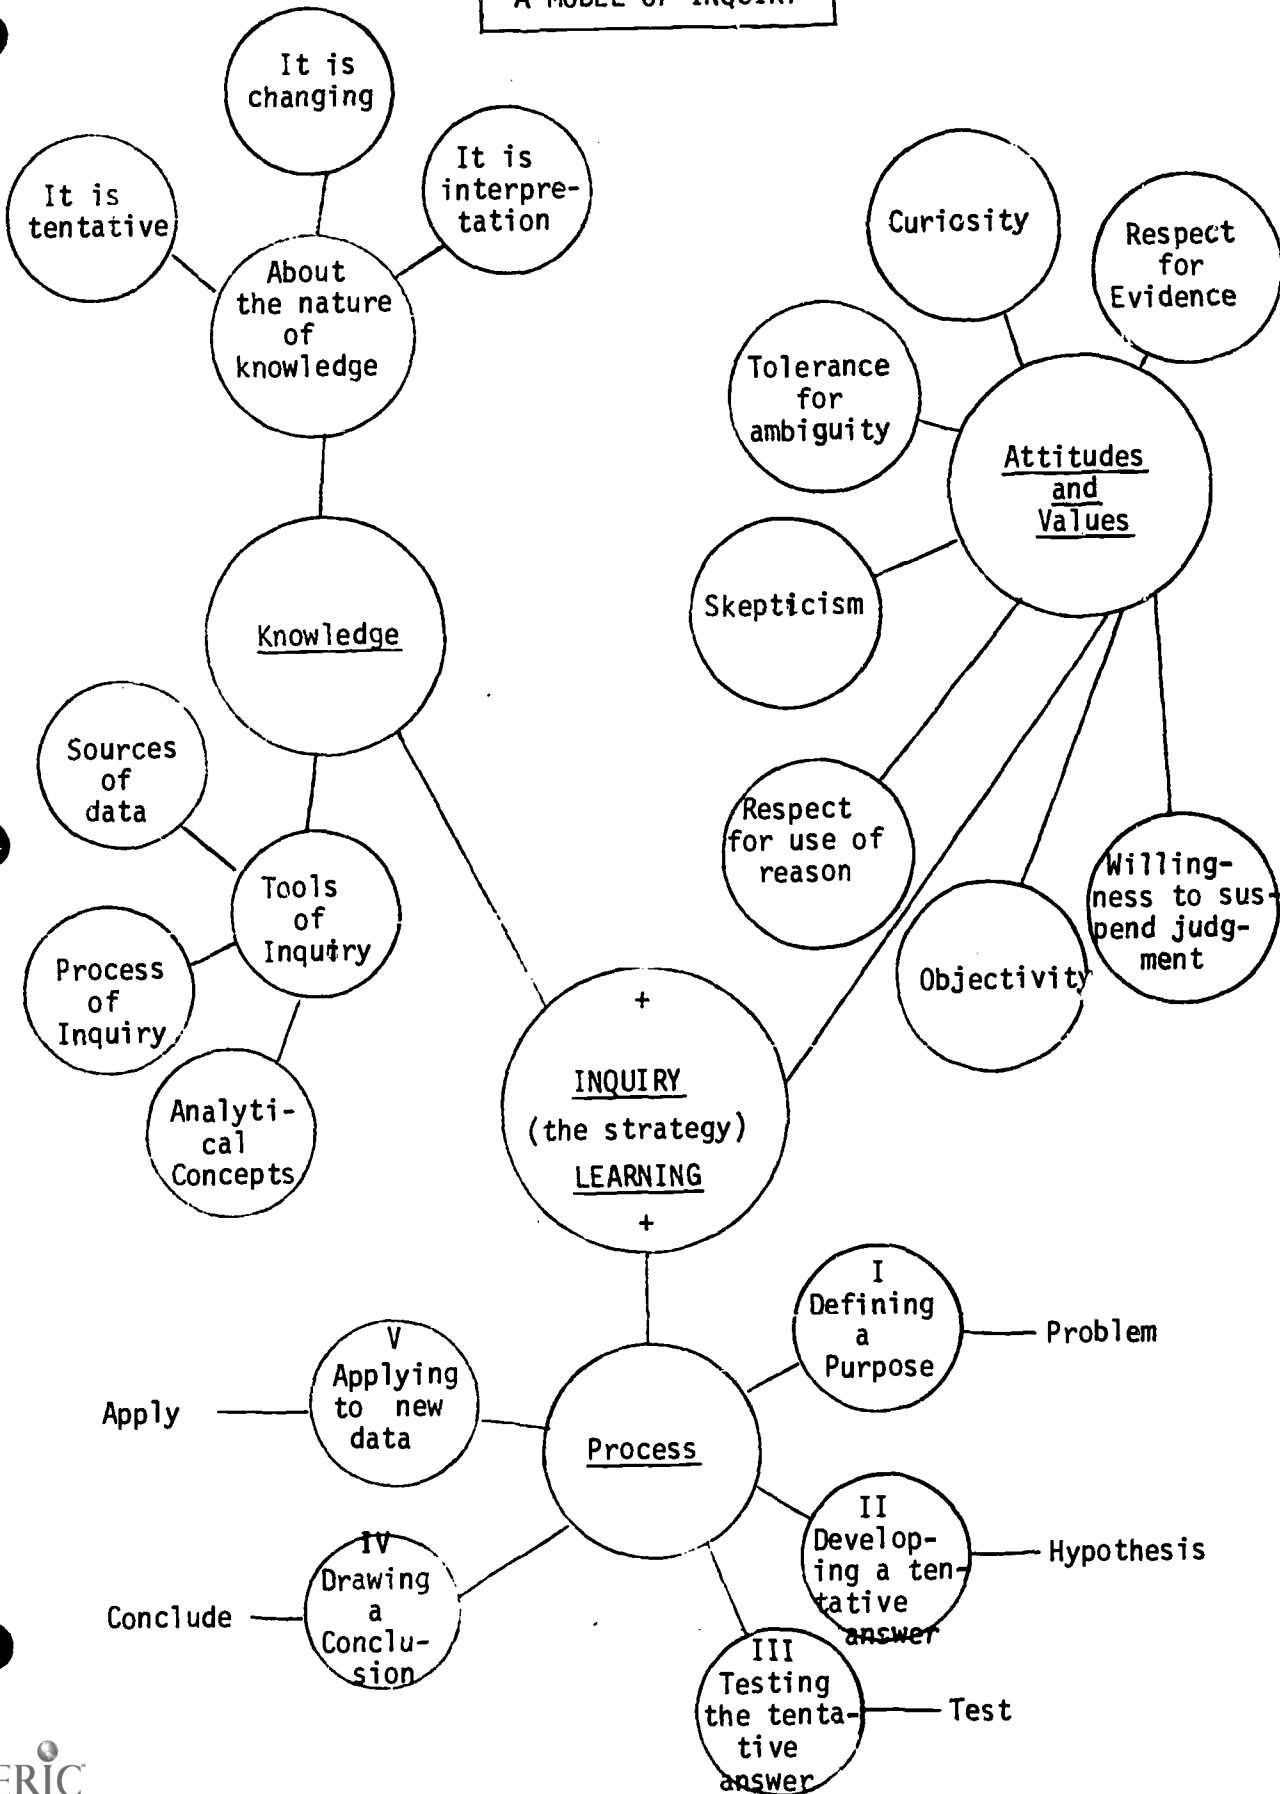 A MODEL OF INQUIRY
It is
changing
It is
interpre-
tation
It is
tentative
About
the nature
of
knowledge
Curiosity
Respect
for
Evidence
Tolerance
for
ambiguity
Attitudes
and
Values
Skepticism
Knowledge
Sources
of
data
Tools
of
Inquiry
Process
of
Inquiry
Analyti-
cal
Concepts
Respect
for use of
reason
Objectivity
Willing-
ness to sus-
pend judg-
ment
+
INQUIRY
(the strategy)
LEARNING
+
I
Defining
a
Purpose
Problem
V
Applying
to new
data
Apply
Process
II
Develop-
ing a ten-
tative
answer
Hypothesis
IV
Drawing
a
Conclu-
sion
Conclude
III
Testing
the tenta-
tive
answer
Test
ERIC